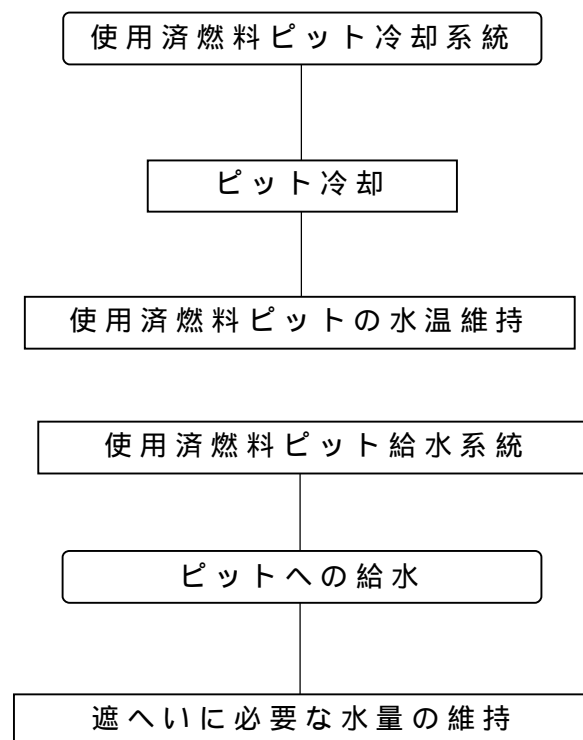 使用済燃料ピット冷却系統
ピット冷却
使用済燃料ピットの水温維持
使用済燃料ピット給水系統
ピットへの給水
遮へいに必要な水量の維持